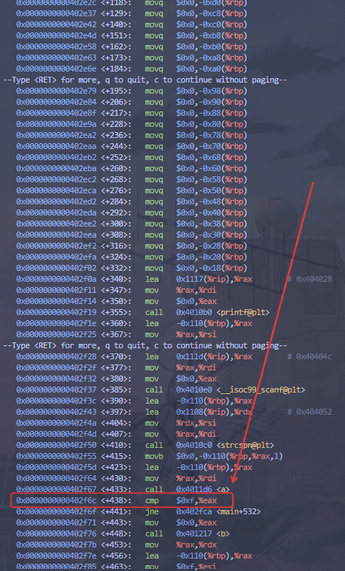 0x0000000000402e2c <+118>: movq $0x0,-0xd0(%rbp)
0x0000000000402e37 <+129>: movq $0x0,-0xc8(%rbp)
0x0000000000402e42 <+140>: movq $0x0,-0xc0(%rbp)
0x0000000000402e4d <+151>: movq $0x0,-0xb8(%rbp)
0x0000000000402e58 <+162>: movq $0x0,-0xb0(%rbp)
0x0000000000402e63 <+173>: movq $0x0,-0xa8(%rbp)
0x0000000000402e6e <+184>: movq $0x0,-0xa0(%rbp)
--Type <RET> for more, q to quit, c to continue without paging--
0x0000000000402e79 <+195>: movq $0x0,-0x98(%rbp)
0x0000000000402e84 <+206>: movq $0x0,-0x90(%rbp)
0x0000000000402e8f <+217>: movq $0x0,-0x88(%rbp)
0x0000000000402e9a <+228>: movq $0x0,-0x80(%rbp)
0x0000000000402ea2 <+236>: movq $0x0,-0x78(%rbp)
0x0000000000402eaa <+244>: movq $0x0,-0x70(%rbp)
0x0000000000402eb2 <+252>: movq $0x0,-0x68(%rbp)
0x0000000000402eba <+260>: movq $0x0,-0x60(%rbp)
0x0000000000402ec2 <+268>: movq $0x0,-0x58(%rbp)
0x0000000000402eca <+276>: movq $0x0,-0x50(%rbp)
0x0000000000402ed2 <+284>: movq $0x0,-0x48(%rbp)
0x0000000000402eda <+292>: movq $0x0,-0x40(%rbp)
0x0000000000402ee2 <+300>: movq $0x0,-0x38(%rbp)
0x0000000000402eea <+308>: movq $0x0,-0x30(%rbp)
0x0000000000402ef2 <+316>: movq $0x0,-0x28(%rbp)
0x0000000000402efa <+324>: movq $0x0,-0x20(%rbp)
0x0000000000402f02 <+332>: movq $0x0,-0x18(%rbp)
0x0000000000402f0a <+340>: lea 0x1117(%rip),%rax # 0x404028
0x0000000000402f11 <+347>: mov %rax,%rdi
0x0000000000402f14 <+350>: mov $0x0,%eax
0x0000000000402f19 <+355>: call 0x4010b0 <printf@plt>
0x0000000000402f1e <+360>: lea -0x110(%rbp),%rax
0x0000000000402f25 <+367>: mov %rax,%rsi
--Type <RET> for more, q to quit, c to continue without paging--
0x0000000000402f28 <+370>: lea 0x111d(%rip),%rax # 0x40404c
0x0000000000402f2f <+377>: mov %rax,%rdi
0x0000000000402f32 <+380>: mov $0x0,%eax
0x0000000000402f37 <+385>: call 0x4010e0 <__isoc99_scanf@plt>
0x0000000000402f3c <+390>: lea -0x110(%rbp),%rax
0x0000000000402f43 <+397>: lea 0x1108(%rip),%rdx # 0x404052
0x0000000000402f4a <+404>: mov %rdx,%rsi
0x0000000000402f4d <+407>: mov %rax,%rdi
0x0000000000402f50 <+410>: call 0x4010c0 <strcspn@plt>
0x0000000000402f55 <+415>: movb $0x0,-0x110(%rbp,%rax,1)
0x0000000000402f5d <+423>: lea -0x110(%rbp),%rax
0x0000000000402f64 <+430>: mov %rax,%rdi
0x0000000000402f67 <+433>: call 0x4011d6 <a>
0x0000000000402f6c <+438>: cmp $0xf,%eax
0x0000000000402f6f <+441>: jne 0x402fca <main+532>
0x0000000000402f71 <+443>: mov $0x0,%eax
0x0000000000402f76 <+448>: call 0x401217 <b>
0x0000000000402f7b <+453>: mov %rax,%rdx
0x0000000000402f7e <+456>: lea -0x110(%rbp),%rax
0x0000000000402f85 <+463>: mov %rax,%rsi